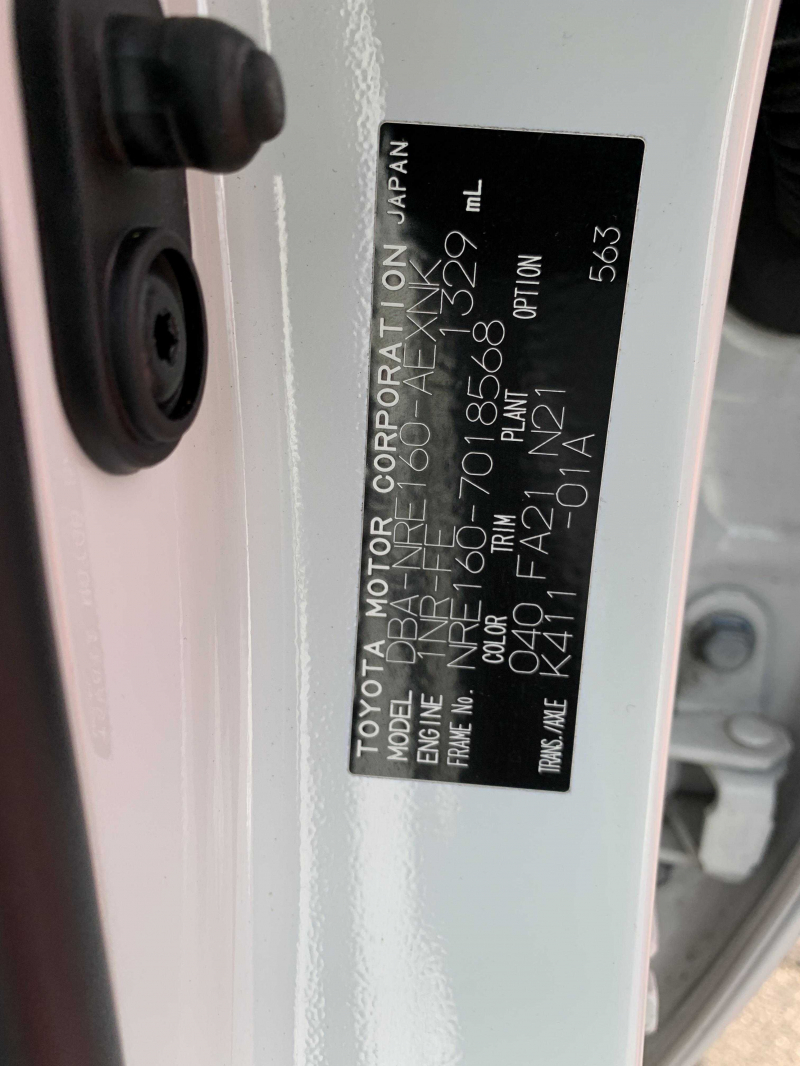 TOYOTA MOTOR CORPORATION JAPAN
MODEL DBA-NRE160-AEXNK
ENGINE 1NR-FE 1329 mL
FRAME No. NRE160-7018568
COLOR TRIM PLANT OPTION
040 FA21 N21
TRANS./AXLE K411 -01A 563